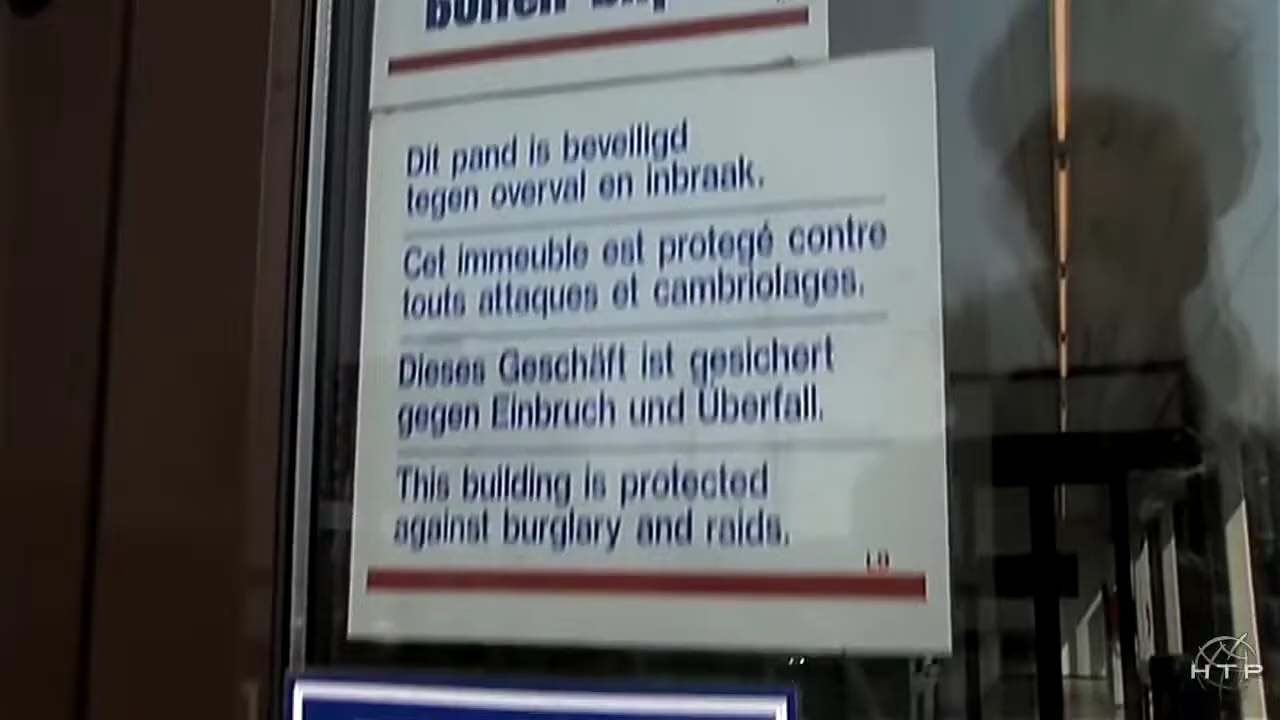 Dit pand is beveiligd
tegen overval en inbraak.
Cet immeuble est protegé contre
touts attaques et cambriolages.
Dieses Geschäft ist gesichert
gegen Einbruch und Überfall.
This building is protected
against burglary and raids.
HTP